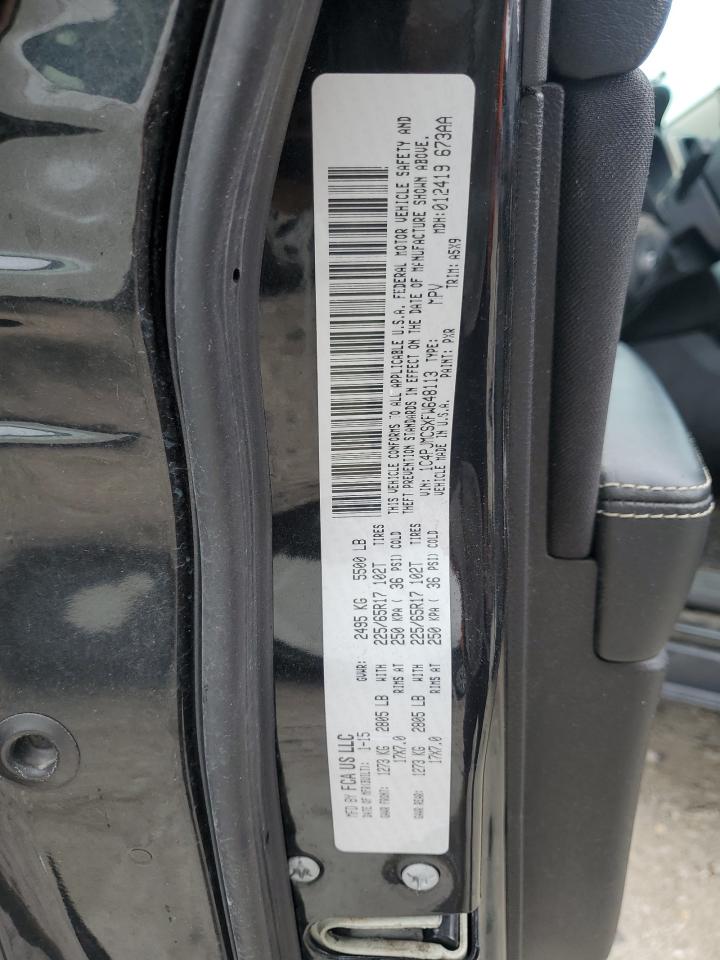 MFD BY FCA US LLC
DATE OF MFR(BUILT): 1-15 GVWR: 2495 KG 5500 LB
GAWR FRONT: 1273 KG 2805 LB WITH 225/65R17 102T TIRES
17X7.0 RIMS AT 250 KPA ( 36 PSI) COLD
GAWR REAR: 1273 KG 2805 LB WITH 225/65R17 102T TIRES
17X7.0 RIMS AT 250 KPA ( 36 PSI) COLD
THIS VEHICLE CONFORMS TO ALL APPLICABLE U.S.A. FEDERAL MOTOR VEHICLE SAFETY AND
THEFT PREVENTION STANDARDS IN EFFECT ON THE DATE OF MANUFACTURE SHOWN ABOVE.
VIN: 1C4PJMCSXFW648113 TYPE: MPV MDH:012419 673AA
VEHICLE MADE IN U.S.A. PAINT: PXR TRIM: A5X9